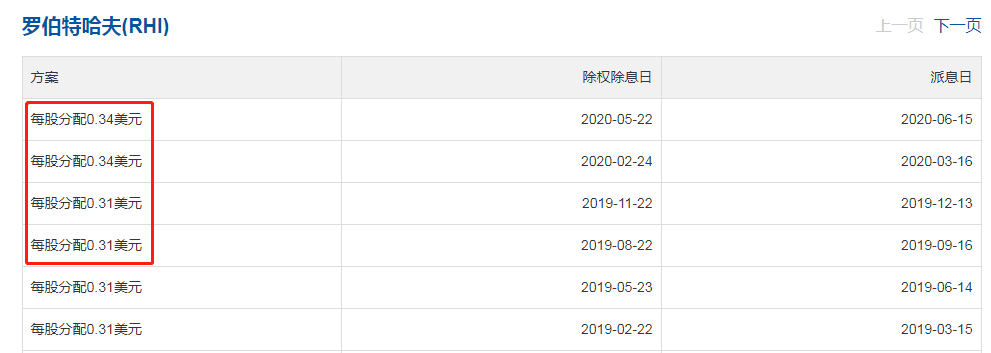 罗伯特哈夫(RHI) 上一页 下一页
方案 除权除息日 派息日
每股分配0.34美元 2020-05-22 2020-06-15
每股分配0.34美元 2020-02-24 2020-03-16
每股分配0.31美元 2019-11-22 2019-12-13
每股分配0.31美元 2019-08-22 2019-09-16
每股分配0.31美元 2019-05-23 2019-06-14
每股分配0.31美元 2019-02-22 2019-03-15